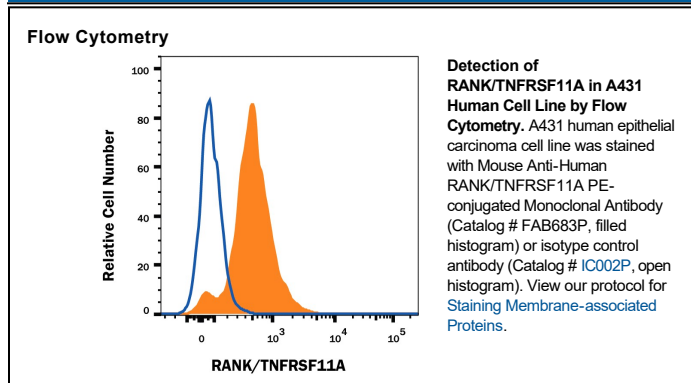 Flow Cytometry
100
80
60
40
20
0
Relative Cell Number
0 10³ 10⁴ 10⁵
RANK/TNFRSF11A
Detection of
RANK/TNFRSF11A in A431
Human Cell Line by Flow
Cytometry. A431 human epithelial
carcinoma cell line was stained
with Mouse Anti-Human
RANK/TNFRSF11A PE-
conjugated Monoclonal Antibody
(Catalog # FAB683P, filled
histogram) or isotype control
antibody (Catalog # IC002P, open
histogram). View our protocol for
Staining Membrane-associated
Proteins.